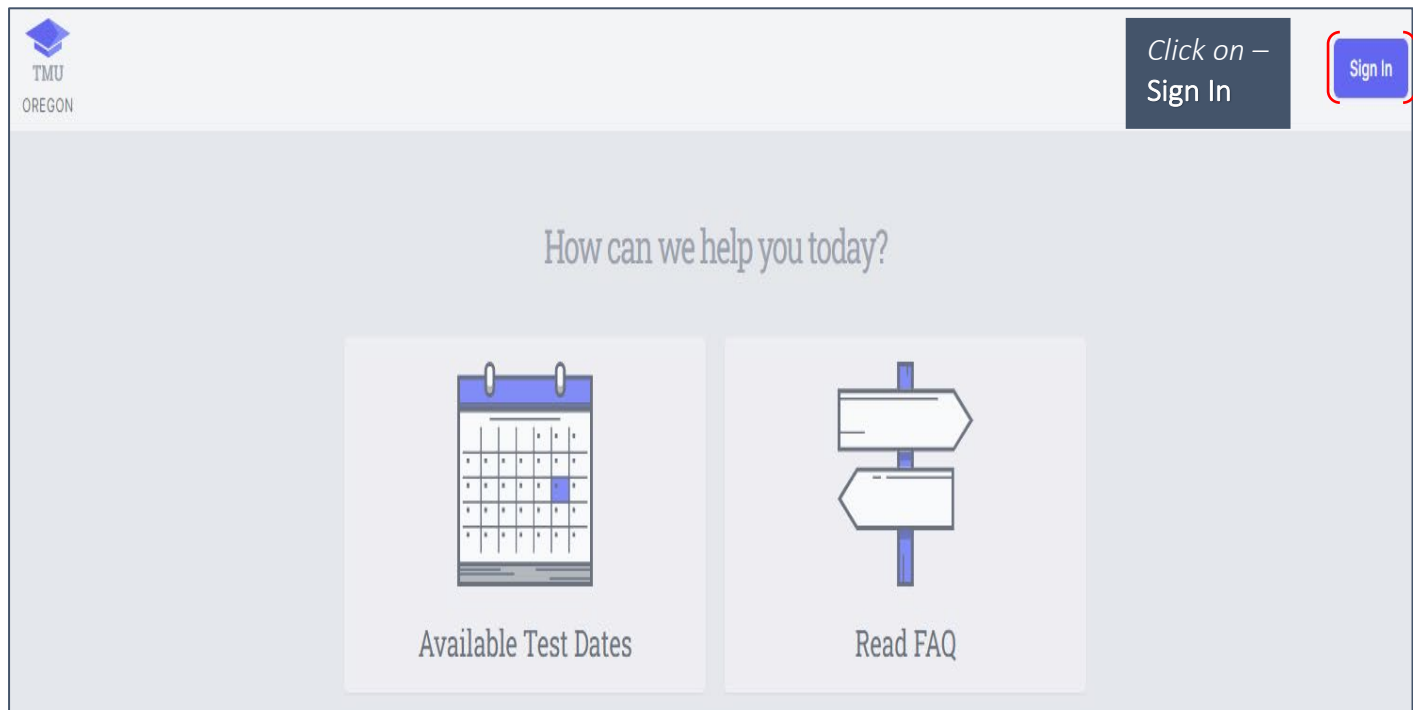 TMU
OREGON
Click on –
Sign In
Sign In
How can we help you today?
Available Test Dates
Read FAQ